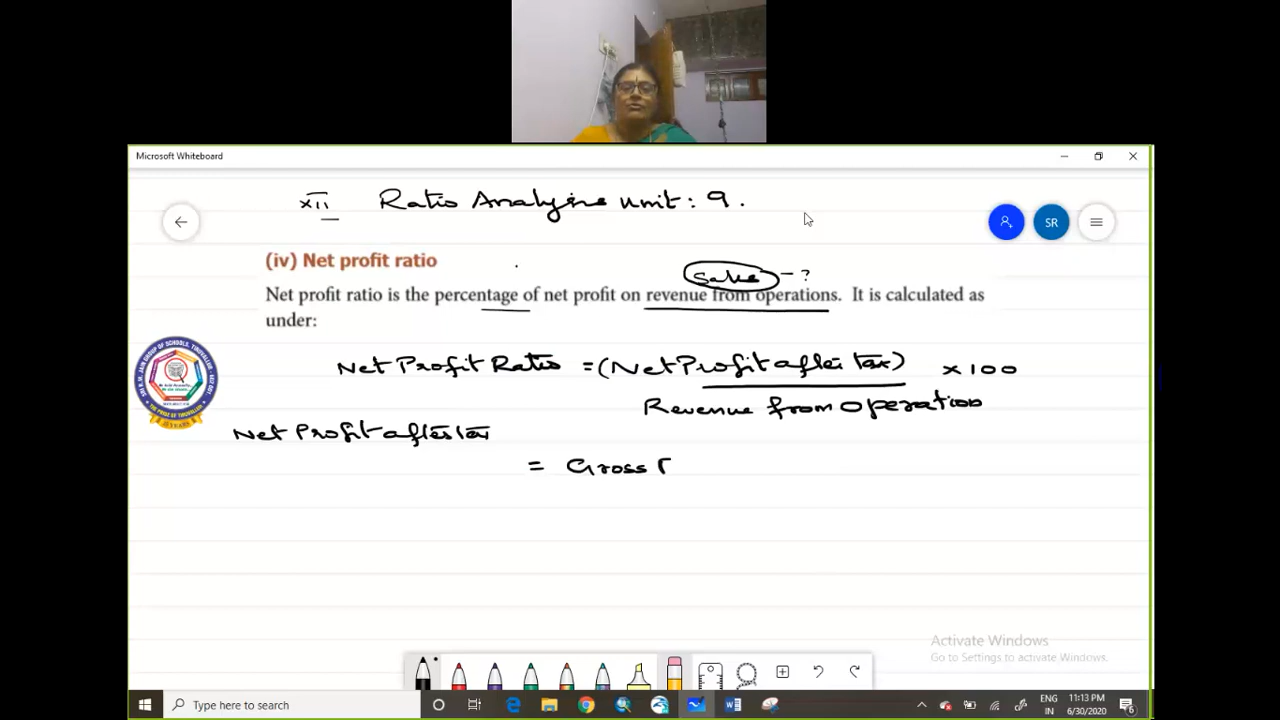 Microsoft Whiteboard
XII Ratio Analysis unit: 9.
SR
(iv) Net profit ratio
Sales - ?
Net profit ratio is the percentage of net profit on revenue from operations. It is calculated as
under:
Net Profit Ratio = (Net Profit after tax) x 100
Revenue from Operation
Net Profit after tax
= Gross P
Activate Windows
Go to Settings to activate Windows.
Type here to search
ENG
IN
11:13 PM
6/30/2020
6